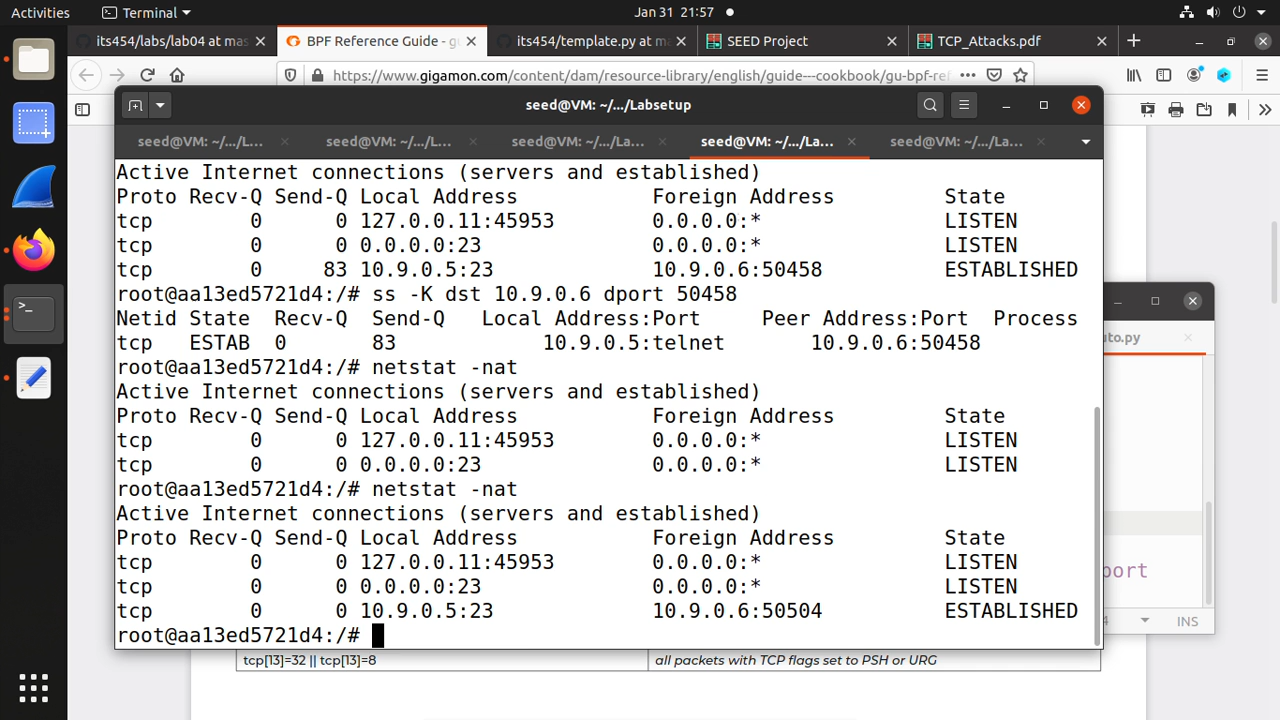 Activities
Terminal
Jan 31 21:57
its454/labs/lab04 at mas
BPF Reference Guide - g
its454/template.py at ma
SEED Project
TCP_Attacks.pdf
https://www.gigamon.com/content/dam/resource-library/english/guide---cookbook/gu-bpf-ref
seed@VM: ~/.../Labsetup
seed@VM: ~/.../L...
seed@VM: ~/.../L...
seed@VM: ~/.../La...
seed@VM: ~/.../La...
seed@VM: ~/.../La...
Active Internet connections (servers and established)
Proto Recv-Q Send-Q Local Address Foreign Address State
tcp 0 0 127.0.0.11:45953 0.0.0.0:* LISTEN
tcp 0 0 0.0.0.0:23 0.0.0.0:* LISTEN
tcp 0 83 10.9.0.5:23 10.9.0.6:50458 ESTABLISHED
root@aa13ed5721d4:/# ss -K dst 10.9.0.6 dport 50458
Netid State Recv-Q Send-Q Local Address:Port Peer Address:Port Process
tcp ESTAB 0 83 10.9.0.5:telnet 10.9.0.6:50458
root@aa13ed5721d4:/# netstat -nat
Active Internet connections (servers and established)
Proto Recv-Q Send-Q Local Address Foreign Address State
tcp 0 0 127.0.0.11:45953 0.0.0.0:* LISTEN
tcp 0 0 0.0.0.0:23 0.0.0.0:* LISTEN
root@aa13ed5721d4:/# netstat -nat
Active Internet connections (servers and established)
Proto Recv-Q Send-Q Local Address Foreign Address State
tcp 0 0 127.0.0.11:45953 0.0.0.0:* LISTEN
tcp 0 0 0.0.0.0:23 0.0.0.0:* LISTEN
tcp 0 0 10.9.0.5:23 10.9.0.6:50504 ESTABLISHED
root@aa13ed5721d4:/#
uto.py
port
4 INS
tcp[13]=32 || tcp[13]=8 all packets with TCP flags set to PSH or URG